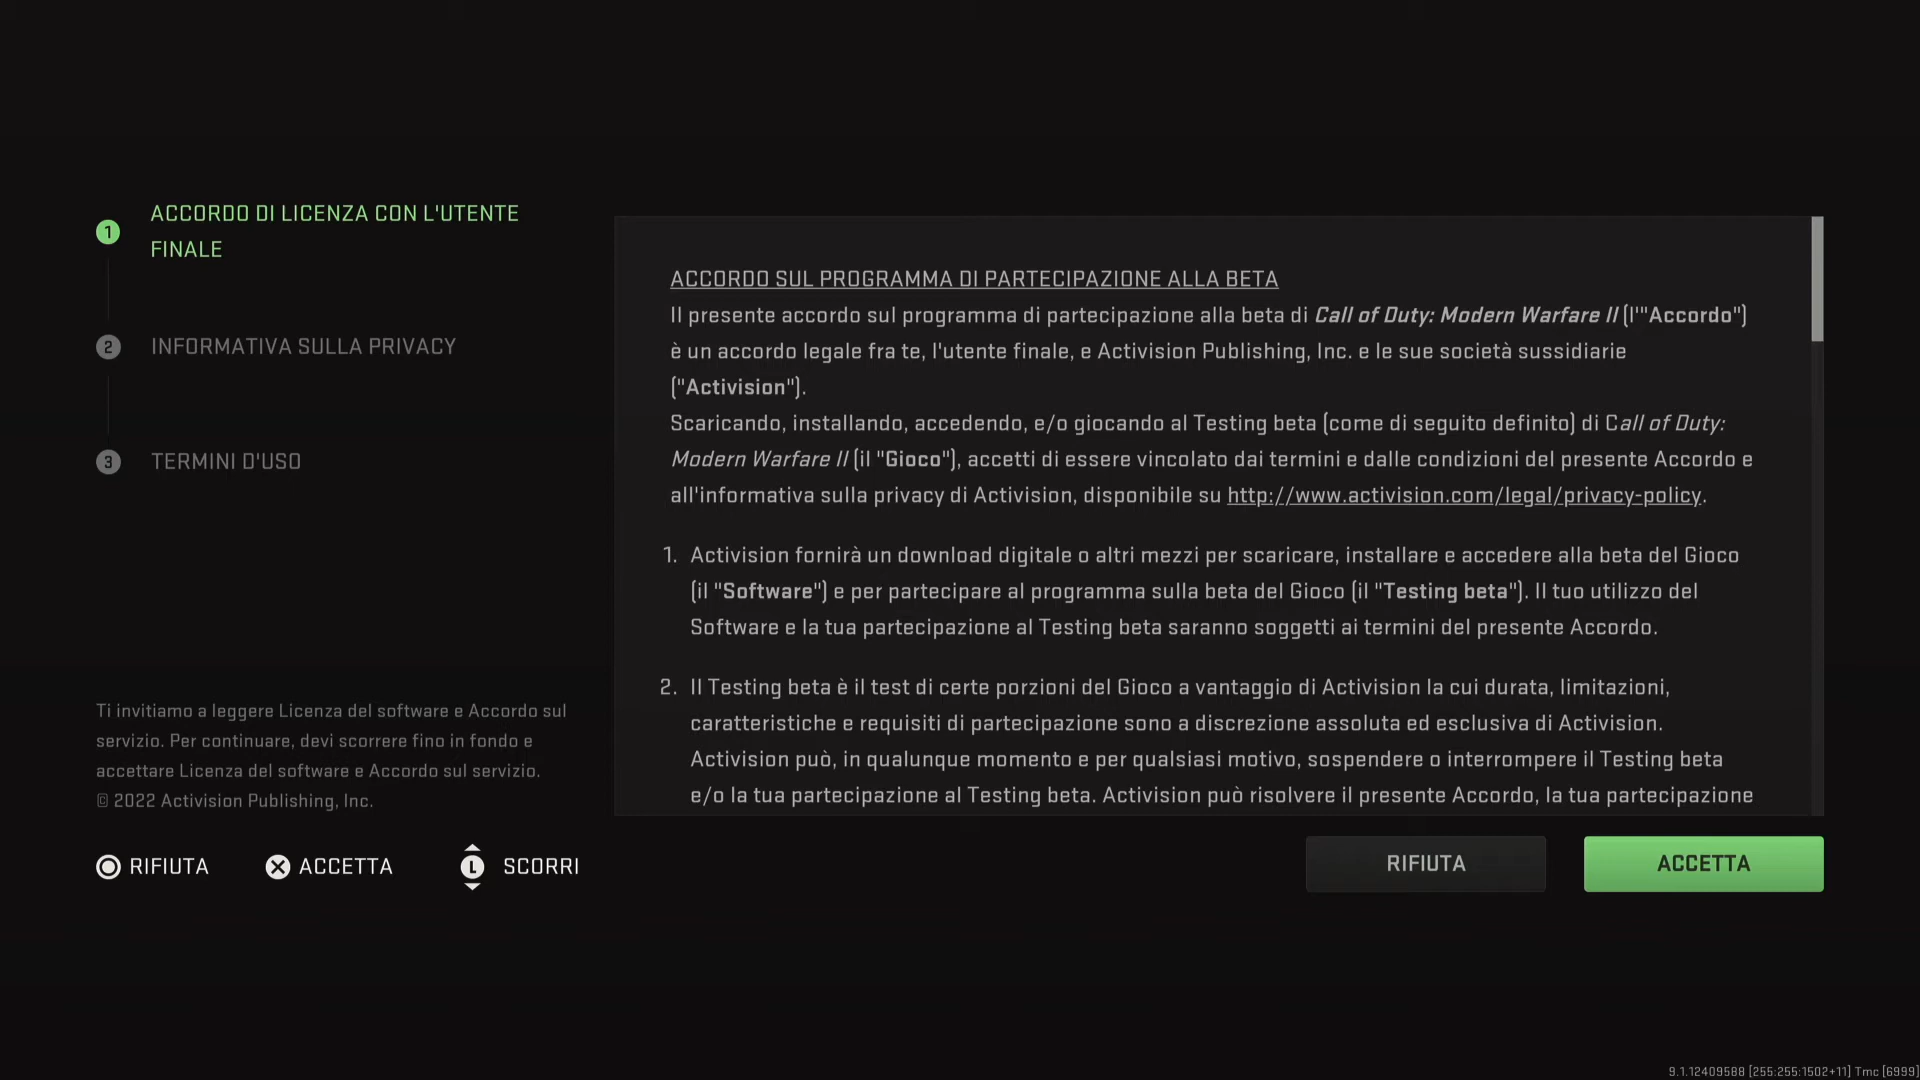 1
ACCORDO DI LICENZA CON L'UTENTE
FINALE
2
INFORMATIVA SULLA PRIVACY
3
TERMINI D'USO
Ti invitiamo a leggere Licenza del software e Accordo sul
servizio. Per continuare, devi scorrere fino in fondo e
accettare Licenza del software e Accordo sul servizio.
© 2022 Activision Publishing, Inc.
ACCORDO SUL PROGRAMMA DI PARTECIPAZIONE ALLA BETA
Il presente accordo sul programma di partecipazione alla beta di Call of Duty: Modern Warfare II (l'"Accordo")
è un accordo legale fra te, l'utente finale, e Activision Publishing, Inc. e le sue società sussidiarie
("Activision").
Scaricando, installando, accedendo, e/o giocando al Testing beta (come di seguito definito) di Call of Duty:
Modern Warfare II (il "Gioco"), accetti di essere vincolato dai termini e dalle condizioni del presente Accordo e
all'informativa sulla privacy di Activision, disponibile su http://www.activision.com/legal/privacy-policy.
1. Activision fornirà un download digitale o altri mezzi per scaricare, installare e accedere alla beta del Gioco
(il "Software") e per partecipare al programma sulla beta del Gioco (il "Testing beta"). Il tuo utilizzo del
Software e la tua partecipazione al Testing beta saranno soggetti ai termini del presente Accordo.
2. Il Testing beta è il test di certe porzioni del Gioco a vantaggio di Activision la cui durata, limitazioni,
caratteristiche e requisiti di partecipazione sono a discrezione assoluta ed esclusiva di Activision.
Activision può, in qualunque momento e per qualsiasi motivo, sospendere o interrompere il Testing beta
e/o la tua partecipazione al Testing beta. Activision può risolvere il presente Accordo, la tua partecipazione
RIFIUTA
ACCETTA
L
SCORRI
RIFIUTA
ACCETTA
9.1.12409588 [255:255:1502+11] Tmc [6999]